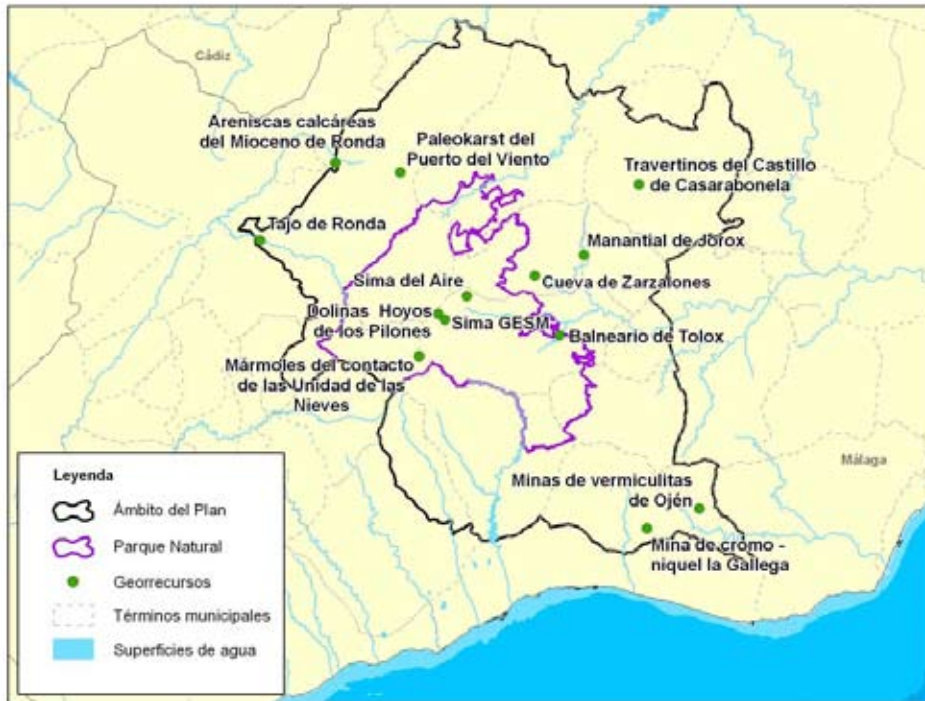 Cádiz
Areniscas calcáreas
del Mioceno de Ronda
Paleokarst del
Puerto del Viento
Travertinos del Castillo
de Casarabonela
Tajo de Ronda
Manantial de Jorox
Sima del Aire
Cueva de Zarzalones
Dolinas Hoyos
de los Pilones
Sima GESM
Balneario de Tolox
Mármoles del contacto
de las Unidad de las
Nieves
Málaga
Minas de vermiculitas
de Ojén
Mina de cromo -
niquel la Gallega
Leyenda
Ámbito del Plan
Parque Natural
Georrecursos
Términos municipales
Superficies de agua